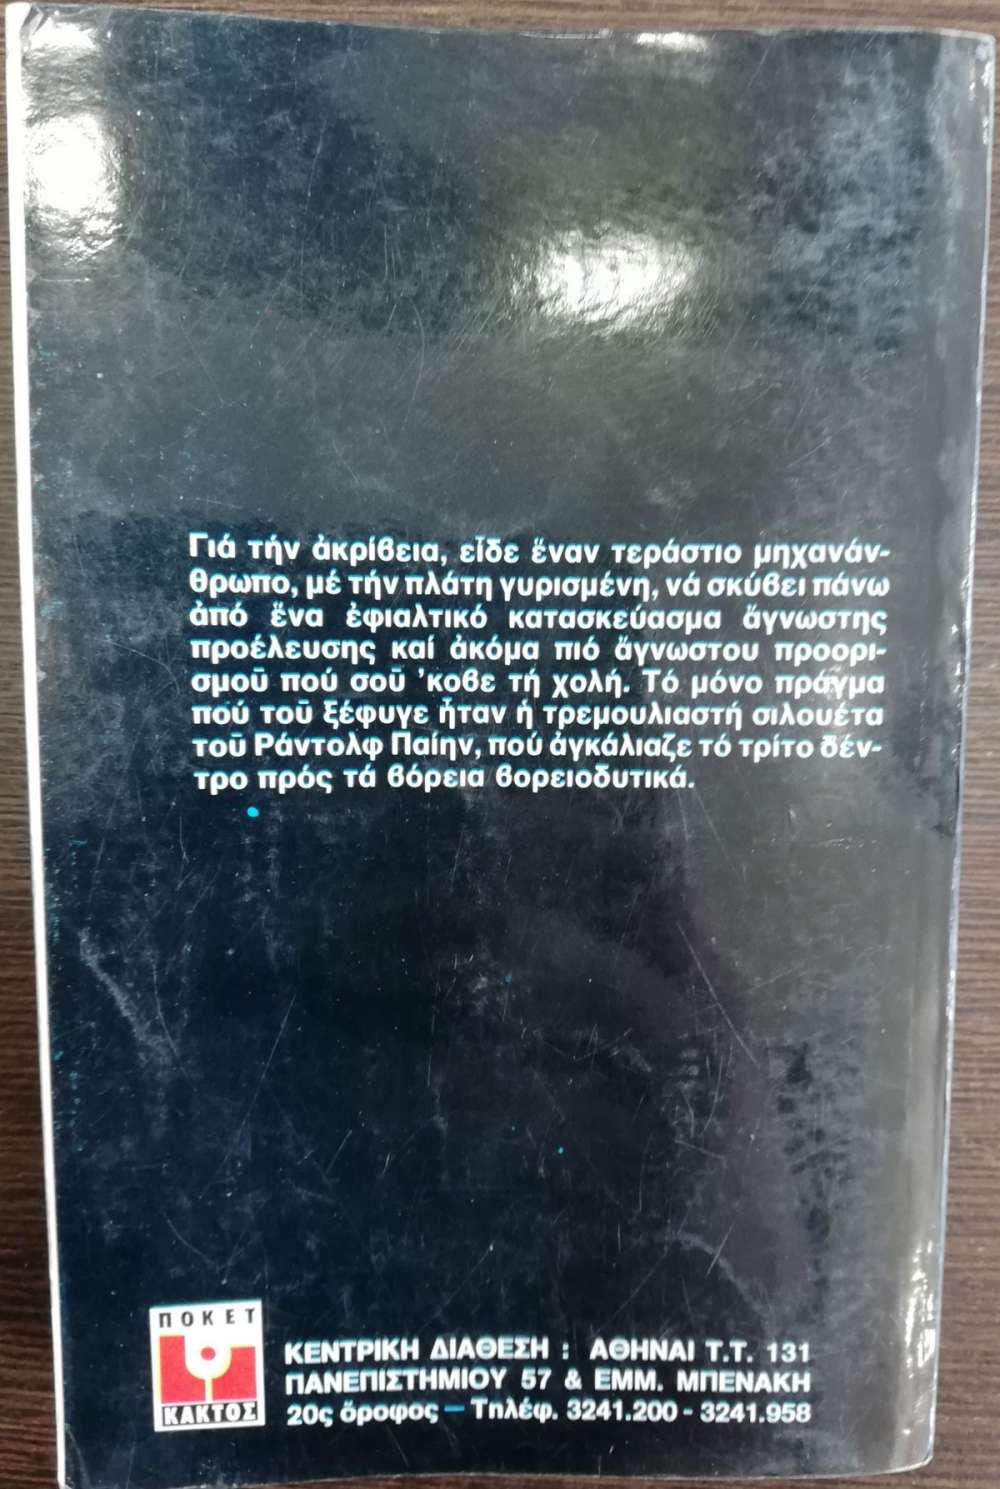 Γιά τήν ἀκρίβεια, εἶδε ἕναν τεράστιο μηχανάν-
θρωπο, μέ τήν πλάτη γυρισμένη, νά σκύβει πάνω
ἀπό ἕνα ἐφιαλτικό κατασκεύασμα ἄγνωστης
προέλευσης καί ἀκόμα πιό ἄγνωστου προορι-
σμοῦ πού σοῦ 'κοβε τή χολή. Τό μόνο πράγμα
πού τοῦ ξέφυγε ἦταν ἡ τρεμουλιαστή σιλουέτα
τοῦ Ράντολφ Παίην, πού ἀγκάλιαζε τό τρίτο δέν-
τρο πρός τά βόρεια βορειοδυτικά.
ΠΟΚΕΤ
ΚΑΚΤΟΣ
ΚΕΝΤΡΙΚΗ ΔΙΑΘΕΣΗ : ΑΘΗΝΑΙ Τ.Τ. 131
ΠΑΝΕΠΙΣΤΗΜΙΟΥ 57 & ΕΜΜ. ΜΠΕΝΑΚΗ
2ος ὄροφος – Τηλέφ. 3241.200 - 3241.958